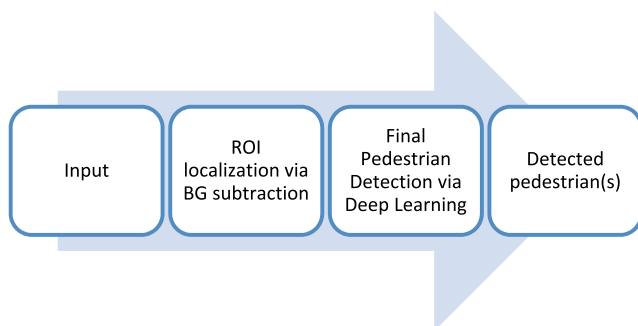 Input
ROI
localization via
BG subtraction
Final
Pedestrian
Detection via
Deep Learning
Detected
pedestrian(s)